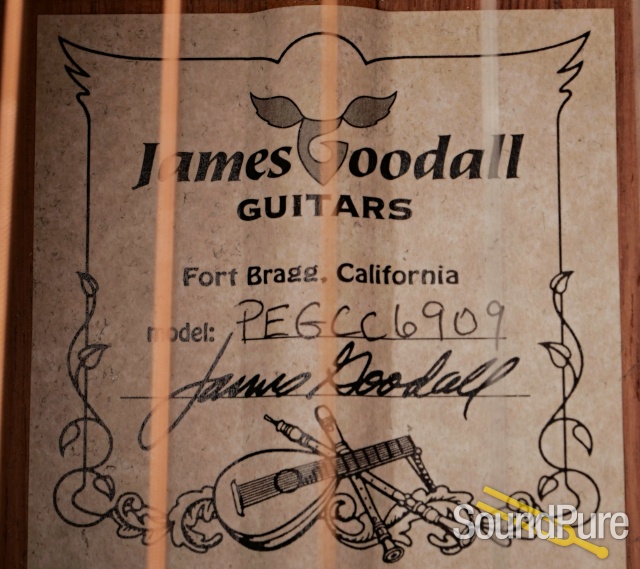 James Goodall
GUITARS
Fort Bragg, California
model: PEGCC6909
James Goodall
SoundPure